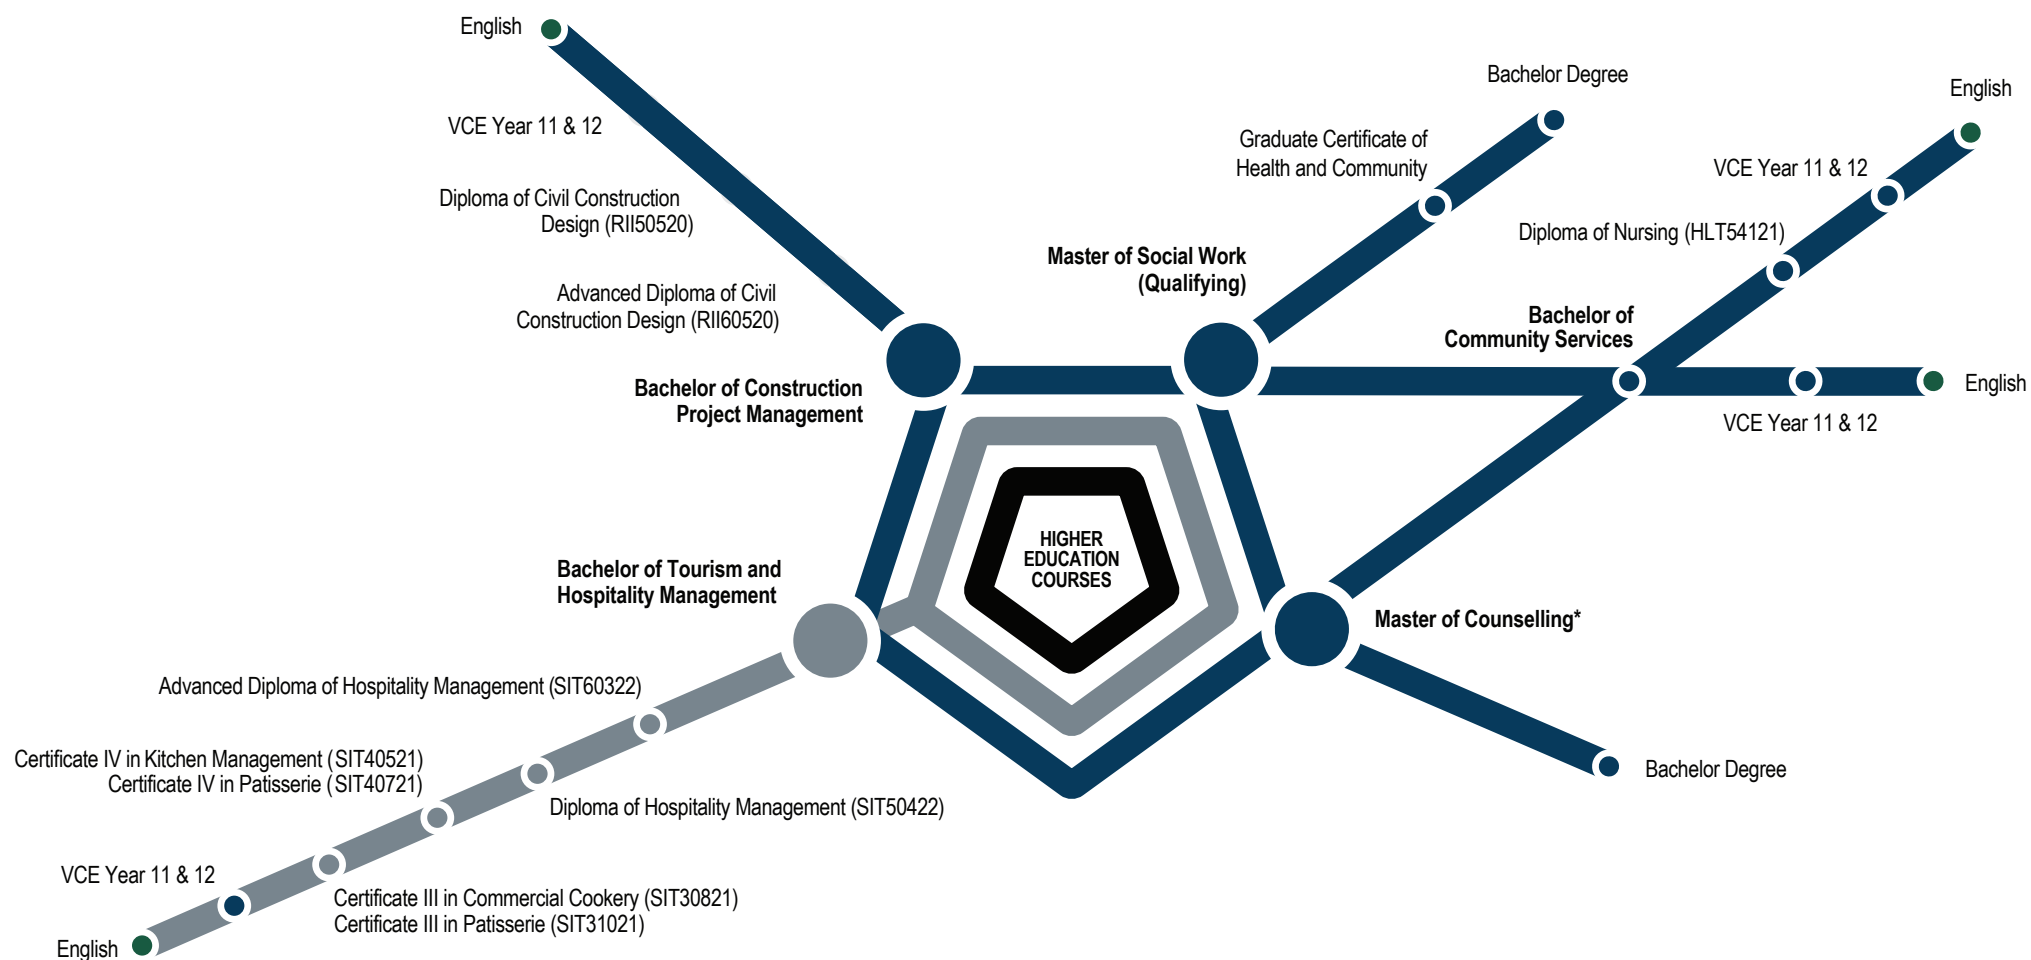 English
VCE Year 11 & 12
Diploma of Civil Construction
Design (RII50520)
Advanced Diploma of Civil
Construction Design (RII60520)
Bachelor of Construction
Project Management
Bachelor Degree
Graduate Certificate of
Health and Community
Master of Social Work
(Qualifying)
English
VCE Year 11 & 12
Diploma of Nursing (HLT54121)
Bachelor of
Community Services
English
VCE Year 11 & 12
HIGHER
EDUCATION
COURSES
Master of Counselling*
Bachelor Degree
Bachelor of Tourism and
Hospitality Management
Advanced Diploma of Hospitality Management (SIT60322)
Certificate IV in Kitchen Management (SIT40521)
Certificate IV in Patisserie (SIT40721)
Diploma of Hospitality Management (SIT50422)
VCE Year 11 & 12
Certificate III in Commercial Cookery (SIT30821)
Certificate III in Patisserie (SIT31021)
English